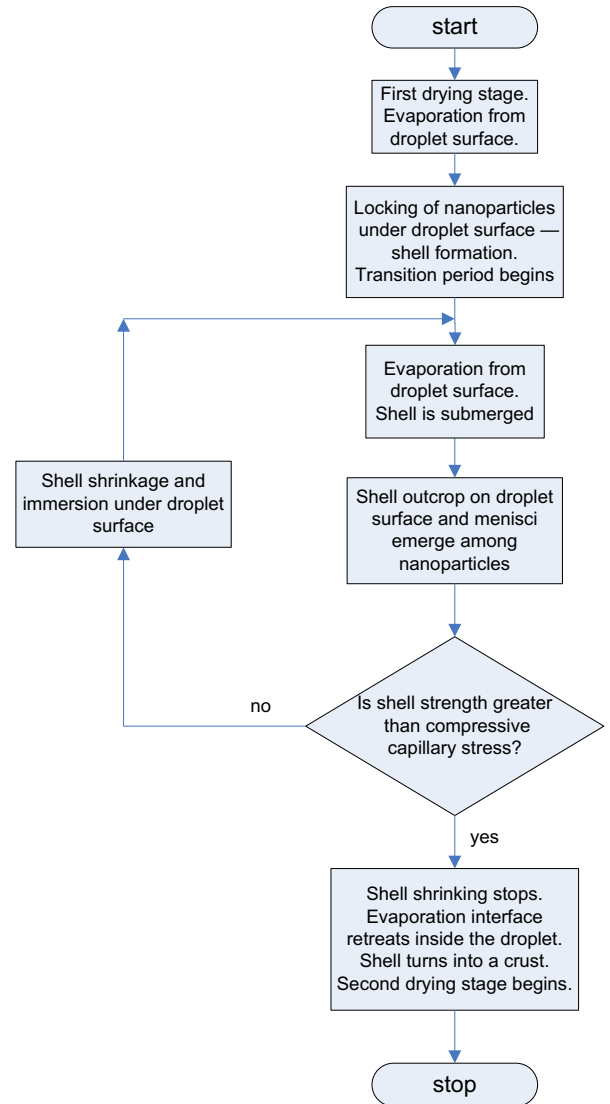 start
First drying stage.
Evaporation from
droplet surface.
Locking of nanoparticles
under droplet surface —
shell formation.
Transition period begins
Evaporation from
droplet surface.
Shell is submerged
Shell shrinkage and
immersion under droplet
surface
Shell outcrop on droplet
surface and menisci
emerge among
nanoparticles
no
Is shell strength greater
than compressive
capillary stress?
yes
Shell shrinking stops.
Evaporation interface
retreats inside the droplet.
Shell turns into a crust.
Second drying stage begins.
stop